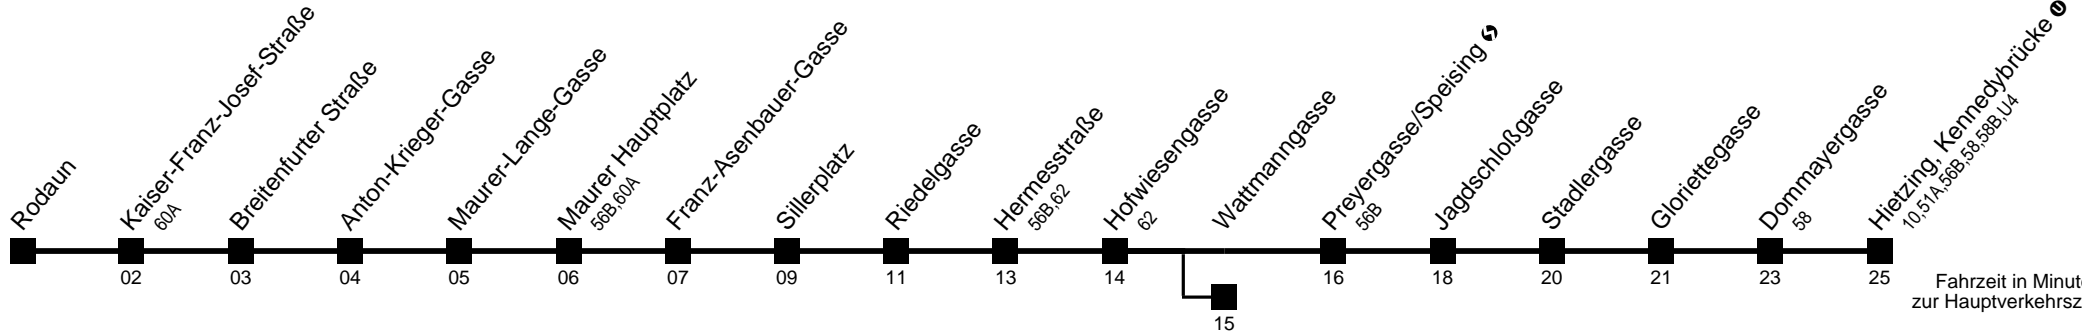 Rodaun
Kaiser-Franz-Josef-Straße
60A
Breitenfurter Straße
Anton-Krieger-Gasse
Maurer-Lange-Gasse
Maurer Hauptplatz
56B,60A
Franz-Asenbauer-Gasse
Sillerplatz
Riedelgasse
Hermesstraße
56B,62
Hofwiesengasse
62
Wattmanngasse
Preyergasse/Speising S
56B
Jagdschloßgasse
Stadlergasse
Gloriettegasse
Dommayergasse
58
Hietzing, Kennedybrücke U
10,51A,56B,58,58B,U4
02 03 04 05 06 07 09 11 13 14 16 18 20 21 23 25
15
Fahrzeit in Minut
zur Hauptverkehrsz